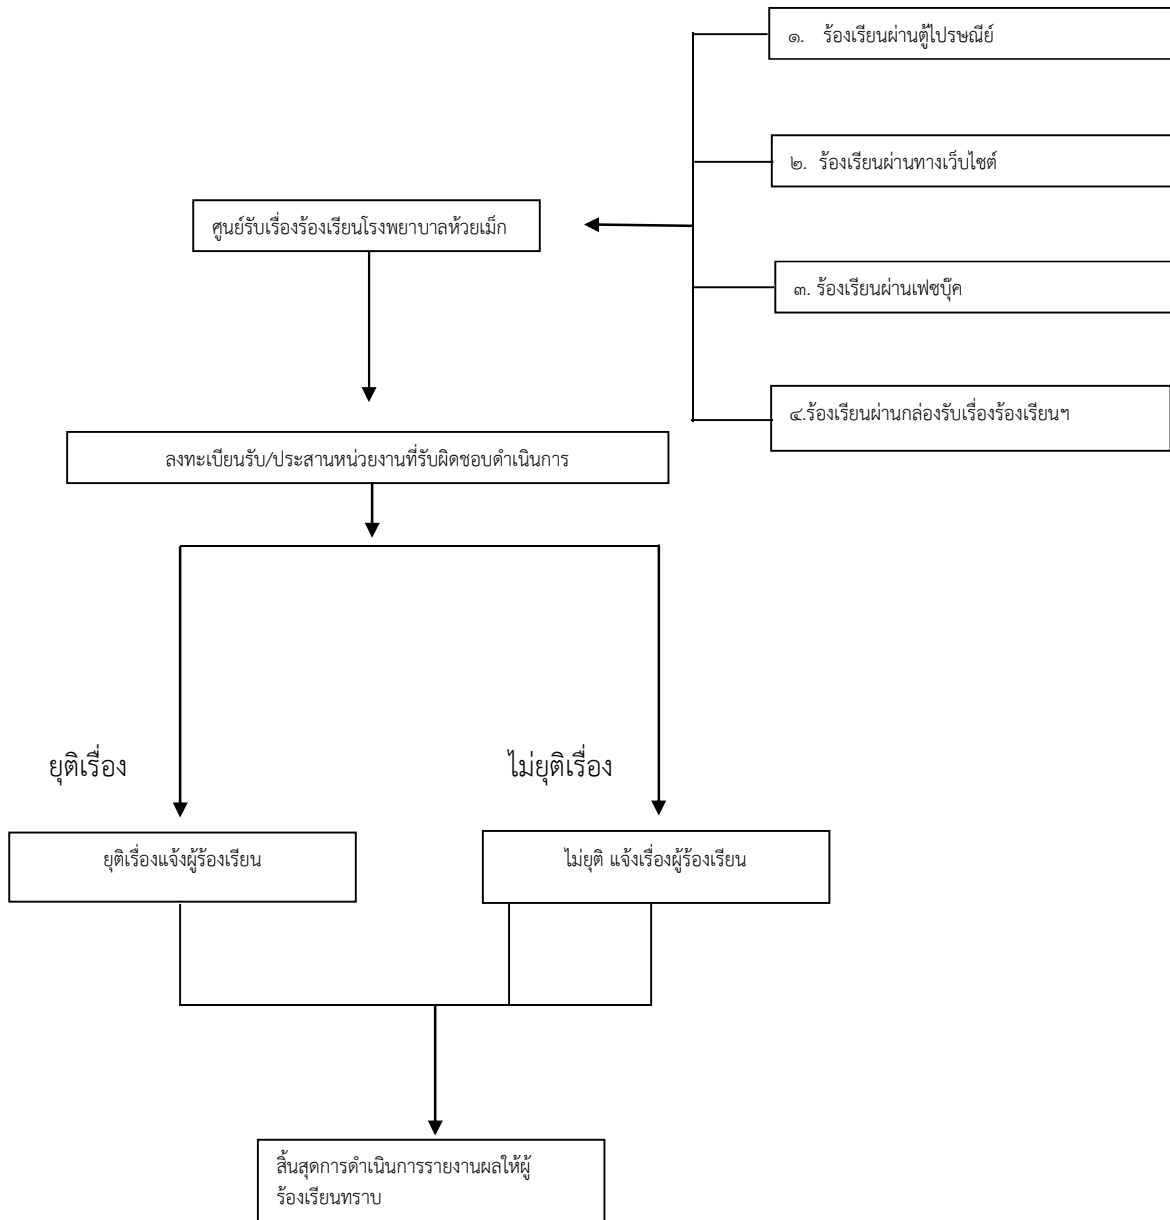 ๑. ร้องเรียนผ่านตู้ไปรษณีย์
๒. ร้องเรียนผ่านทางเว็บไซต์
ศูนย์รับเรื่องร้องเรียนโรงพยาบาลห้วยเม็ก
๓. ร้องเรียนผ่านเฟซบุ๊ค
๔.ร้องเรียนผ่านกล่องรับเรื่องร้องเรียนฯ
ลงทะเบียนรับ/ประสานหน่วยงานที่รับผิดชอบดำเนินการ
ยุติเรื่อง
ไม่ยุติเรื่อง
ยุติเรื่องแจ้งผู้ร้องเรียน
ไม่ยุติ แจ้งเรื่องผู้ร้องเรียน
สิ้นสุดการดำเนินการรายงานผลให้ผู้
ร้องเรียนทราบ